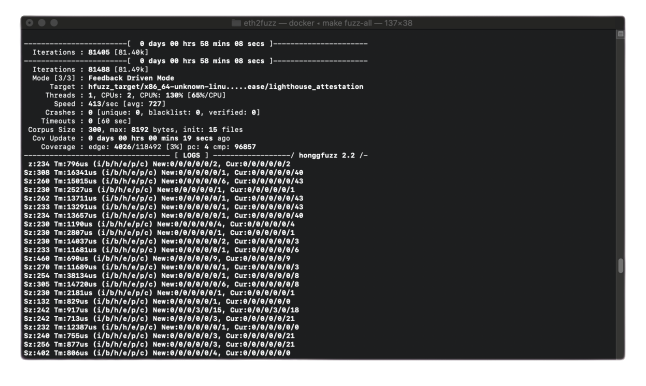 eth2fuzz — docker • make fuzz-all — 137×38
------------------------[  0 days 00 hrs 58 mins 08 secs ]----------------------
Iterations : 81405 [81.40k]
------------------------[  0 days 00 hrs 58 mins 08 secs ]----------------------
Iterations : 81488 [81.49k]
Mode [3/3] : Feedback Driven Mode
Target : hfuzz_target/x86_64-unknown-linu.....ease/lighthouse_attestation
Threads : 1, CPUs: 2, CPU%: 130% [65%/CPU]
Speed : 413/sec [avg: 727]
Crashes : 0 [unique: 0, blacklist: 0, verified: 0]
Timeouts : 0 [60 sec]
Corpus Size : 300, max: 8192 bytes, init: 15 files
Cov Update : 0 days 00 hrs 00 mins 19 secs ago
Coverage : edge: 4026/118492 [3%] pc: 4 cmp: 96857
---------------------------------- [ LOGS ] ------------------/ honggfuzz 2.2 /-
z:234 Tm:796us (i/b/h/e/p/c) New:0/0/0/0/0/2, Cur:0/0/0/0/0/2
Sz:308 Tm:16341us (i/b/h/e/p/c) New:0/0/0/0/0/1, Cur:0/0/0/0/0/40
Sz:260 Tm:15015us (i/b/h/e/p/c) New:0/0/0/0/0/6, Cur:0/0/0/0/0/43
Sz:230 Tm:2527us (i/b/h/e/p/c) New:0/0/0/0/0/1, Cur:0/0/0/0/0/1
Sz:262 Tm:13711us (i/b/h/e/p/c) New:0/0/0/0/0/1, Cur:0/0/0/0/0/43
Sz:233 Tm:13291us (i/b/h/e/p/c) New:0/0/0/0/0/1, Cur:0/0/0/0/0/43
Sz:234 Tm:13657us (i/b/h/e/p/c) New:0/0/0/0/0/1, Cur:0/0/0/0/0/40
Sz:230 Tm:1190us (i/b/h/e/p/c) New:0/0/0/0/0/4, Cur:0/0/0/0/0/4
Sz:230 Tm:2807us (i/b/h/e/p/c) New:0/0/0/0/0/1, Cur:0/0/0/0/0/1
Sz:230 Tm:14037us (i/b/h/e/p/c) New:0/0/0/0/0/2, Cur:0/0/0/0/0/3
Sz:233 Tm:11681us (i/b/h/e/p/c) New:0/0/0/0/0/1, Cur:0/0/0/0/0/6
Sz:460 Tm:690us (i/b/h/e/p/c) New:0/0/0/0/0/9, Cur:0/0/0/0/0/9
Sz:270 Tm:11689us (i/b/h/e/p/c) New:0/0/0/0/0/1, Cur:0/0/0/0/0/3
Sz:254 Tm:38134us (i/b/h/e/p/c) New:0/0/0/0/0/1, Cur:0/0/0/0/0/8
Sz:305 Tm:14720us (i/b/h/e/p/c) New:0/0/0/0/0/6, Cur:0/0/0/0/0/8
Sz:230 Tm:2181us (i/b/h/e/p/c) New:0/0/0/0/0/1, Cur:0/0/0/0/0/1
Sz:132 Tm:829us (i/b/h/e/p/c) New:0/0/0/0/0/1, Cur:0/0/0/0/0/0
Sz:242 Tm:917us (i/b/h/e/p/c) New:0/0/0/3/0/15, Cur:0/0/0/3/0/18
Sz:242 Tm:713us (i/b/h/e/p/c) New:0/0/0/0/0/3, Cur:0/0/0/0/0/21
Sz:232 Tm:12387us (i/b/h/e/p/c) New:0/0/0/0/0/1, Cur:0/0/0/0/0/0
Sz:240 Tm:755us (i/b/h/e/p/c) New:0/0/0/0/0/3, Cur:0/0/0/0/0/21
Sz:256 Tm:877us (i/b/h/e/p/c) New:0/0/0/0/0/3, Cur:0/0/0/0/0/21
Sz:402 Tm:806us (i/b/h/e/p/c) New:0/0/0/0/0/4, Cur:0/0/0/0/0/0